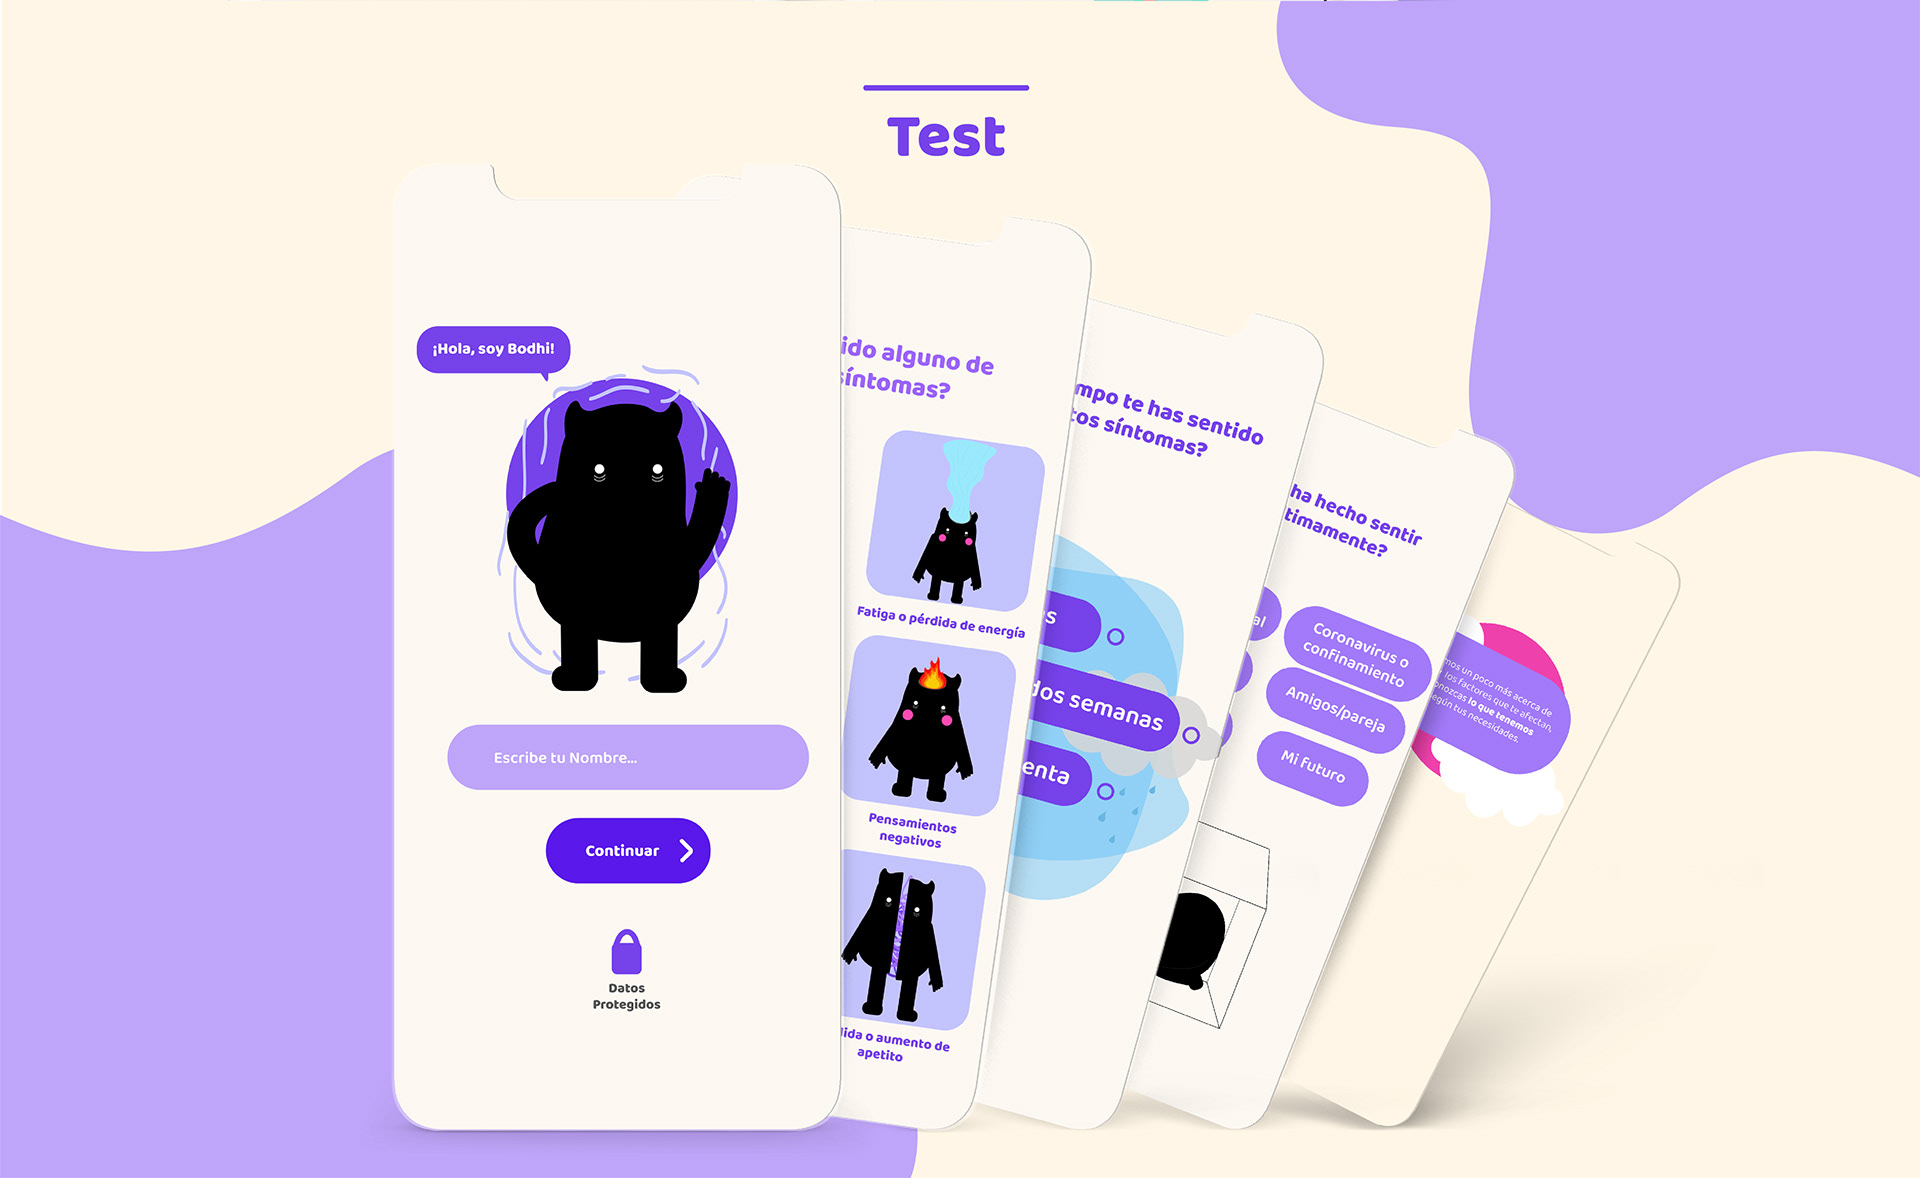 Test
¡Hola, soy Bodhi!
Escribe tu Nombre...
Continuar
Datos
Protegidos
ido alguno de
síntomas?
Fatiga o pérdida de energía
Pensamientos
negativos
dida o aumento de
apetito
mpo te has sentido
tos síntomas?
s
dos semanas
enta
ha hecho sentir
timamente?
al
Coronavirus o
confinamiento
Amigos/pareja
Mi futuro
mos un poco más acerca de
los factores que te afectan,
onozcas lo que tenemos
según tus necesidades.